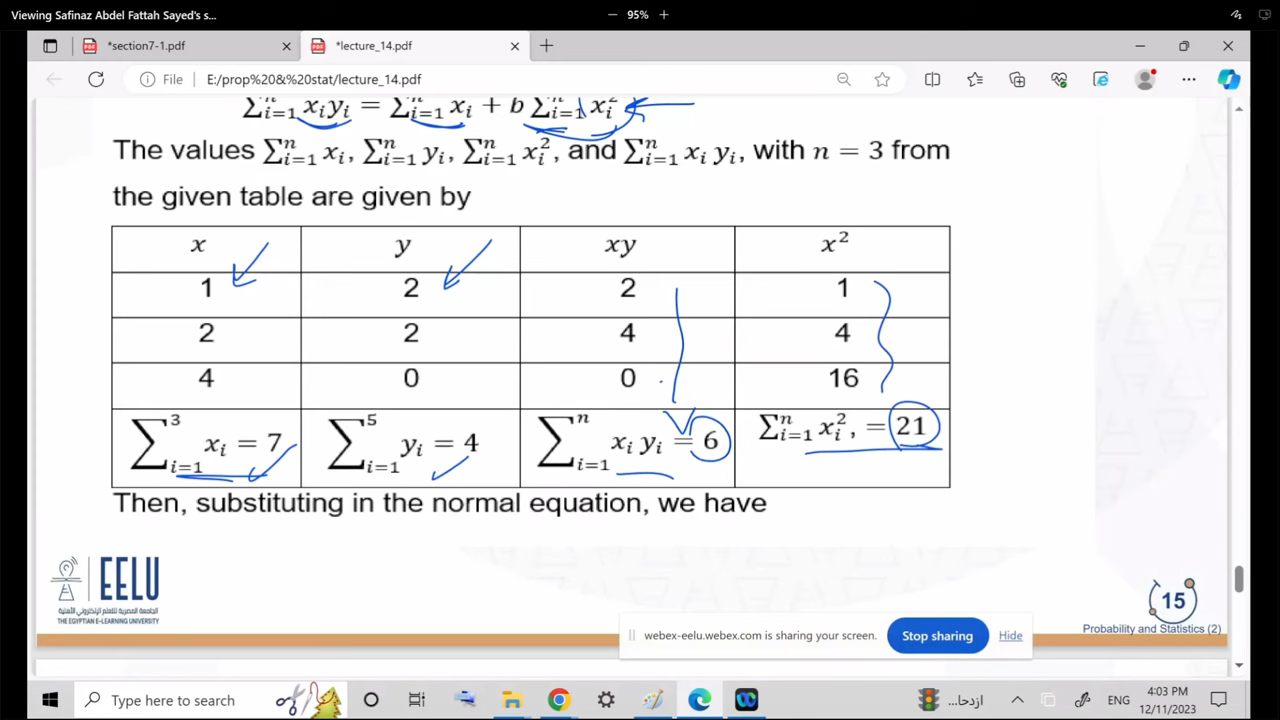 Viewing Safinaz Abdel Fattah Sayed's s...
95%
*section7-1.pdf
*lecture_14.pdf
File E:/prop%20&%20stat/lecture_14.pdf
∑ⁿᵢ₌₁ xᵢyᵢ = ∑ⁿᵢ₌₁ xᵢ + b ∑ⁿᵢ₌₁ xᵢ²
The values ∑ⁿᵢ₌₁ xᵢ, ∑ⁿᵢ₌₁ yᵢ, ∑ⁿᵢ₌₁ xᵢ², and ∑ⁿᵢ₌₁ xᵢ yᵢ, with n = 3 from
the given table are given by
x y xy x²
1 2 2 1
2 2 4 4
4 0 0 16
∑³ᵢ₌₁ xᵢ = 7 ∑⁵ᵢ₌₁ yᵢ = 4 ∑ⁿᵢ₌₁ xᵢ yᵢ = 6 ∑ⁿᵢ₌₁ xᵢ², = 21
Then, substituting in the normal equation, we have
EELU
الجامعة المصرية للتعلم الإلكتروني الأهلية
THE EGYPTIAN E-LEARNING UNIVERSITY
15
Probability and Statistics (2)
webex-eelu.webex.com is sharing your screen.
Stop sharing
Hide
Type here to search
ازدحا...
ENG
4:03 PM
12/11/2023